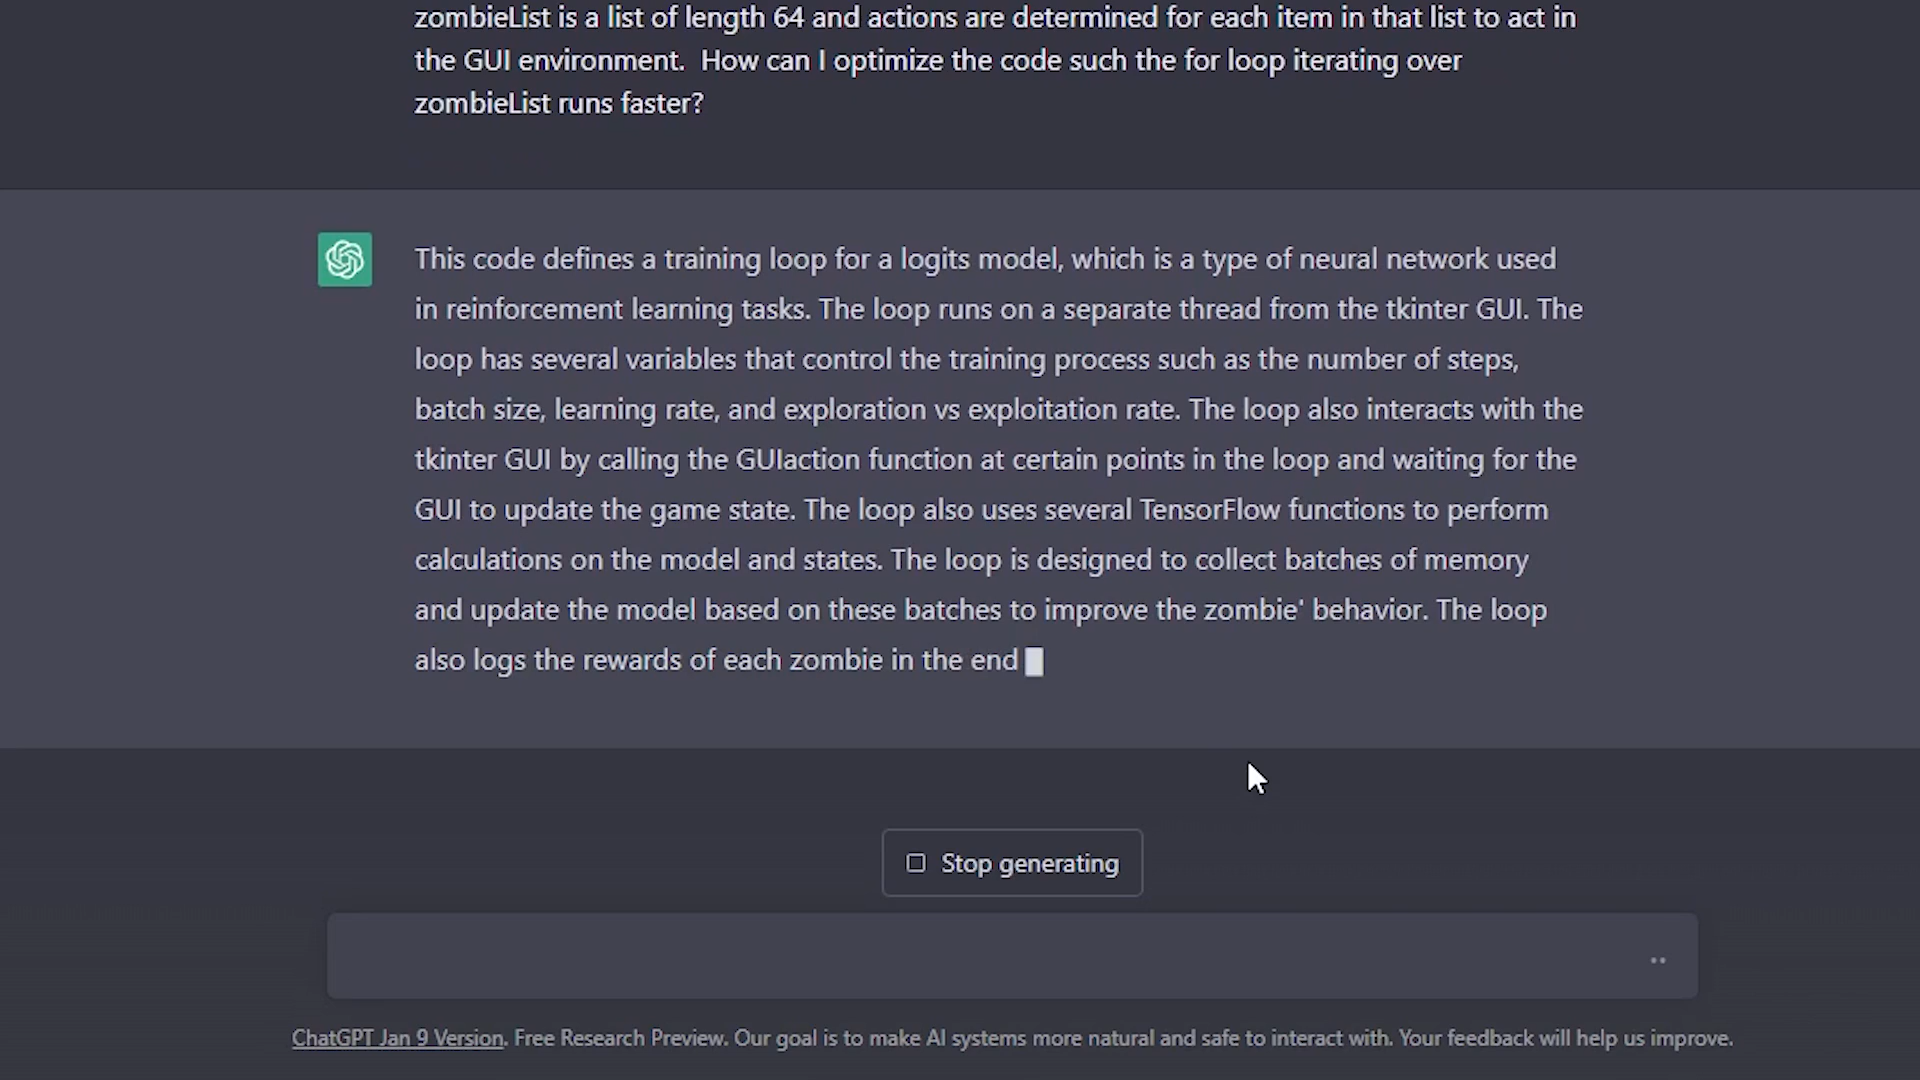 zombieList is a list of length 64 and actions are determined for each item in that list to act in
the GUI environment.  How can I optimize the code such the for loop iterating over
zombieList runs faster?
This code defines a training loop for a logits model, which is a type of neural network used
in reinforcement learning tasks. The loop runs on a separate thread from the tkinter GUI. The
loop has several variables that control the training process such as the number of steps,
batch size, learning rate, and exploration vs exploitation rate. The loop also interacts with the
tkinter GUI by calling the GUIaction function at certain points in the loop and waiting for the
GUI to update the game state. The loop also uses several TensorFlow functions to perform
calculations on the model and states. The loop is designed to collect batches of memory
and update the model based on these batches to improve the zombie' behavior. The loop
also logs the rewards of each zombie in the end
Stop generating
ChatGPT Jan 9 Version. Free Research Preview. Our goal is to make AI systems more natural and safe to interact with. Your feedback will help us improve.